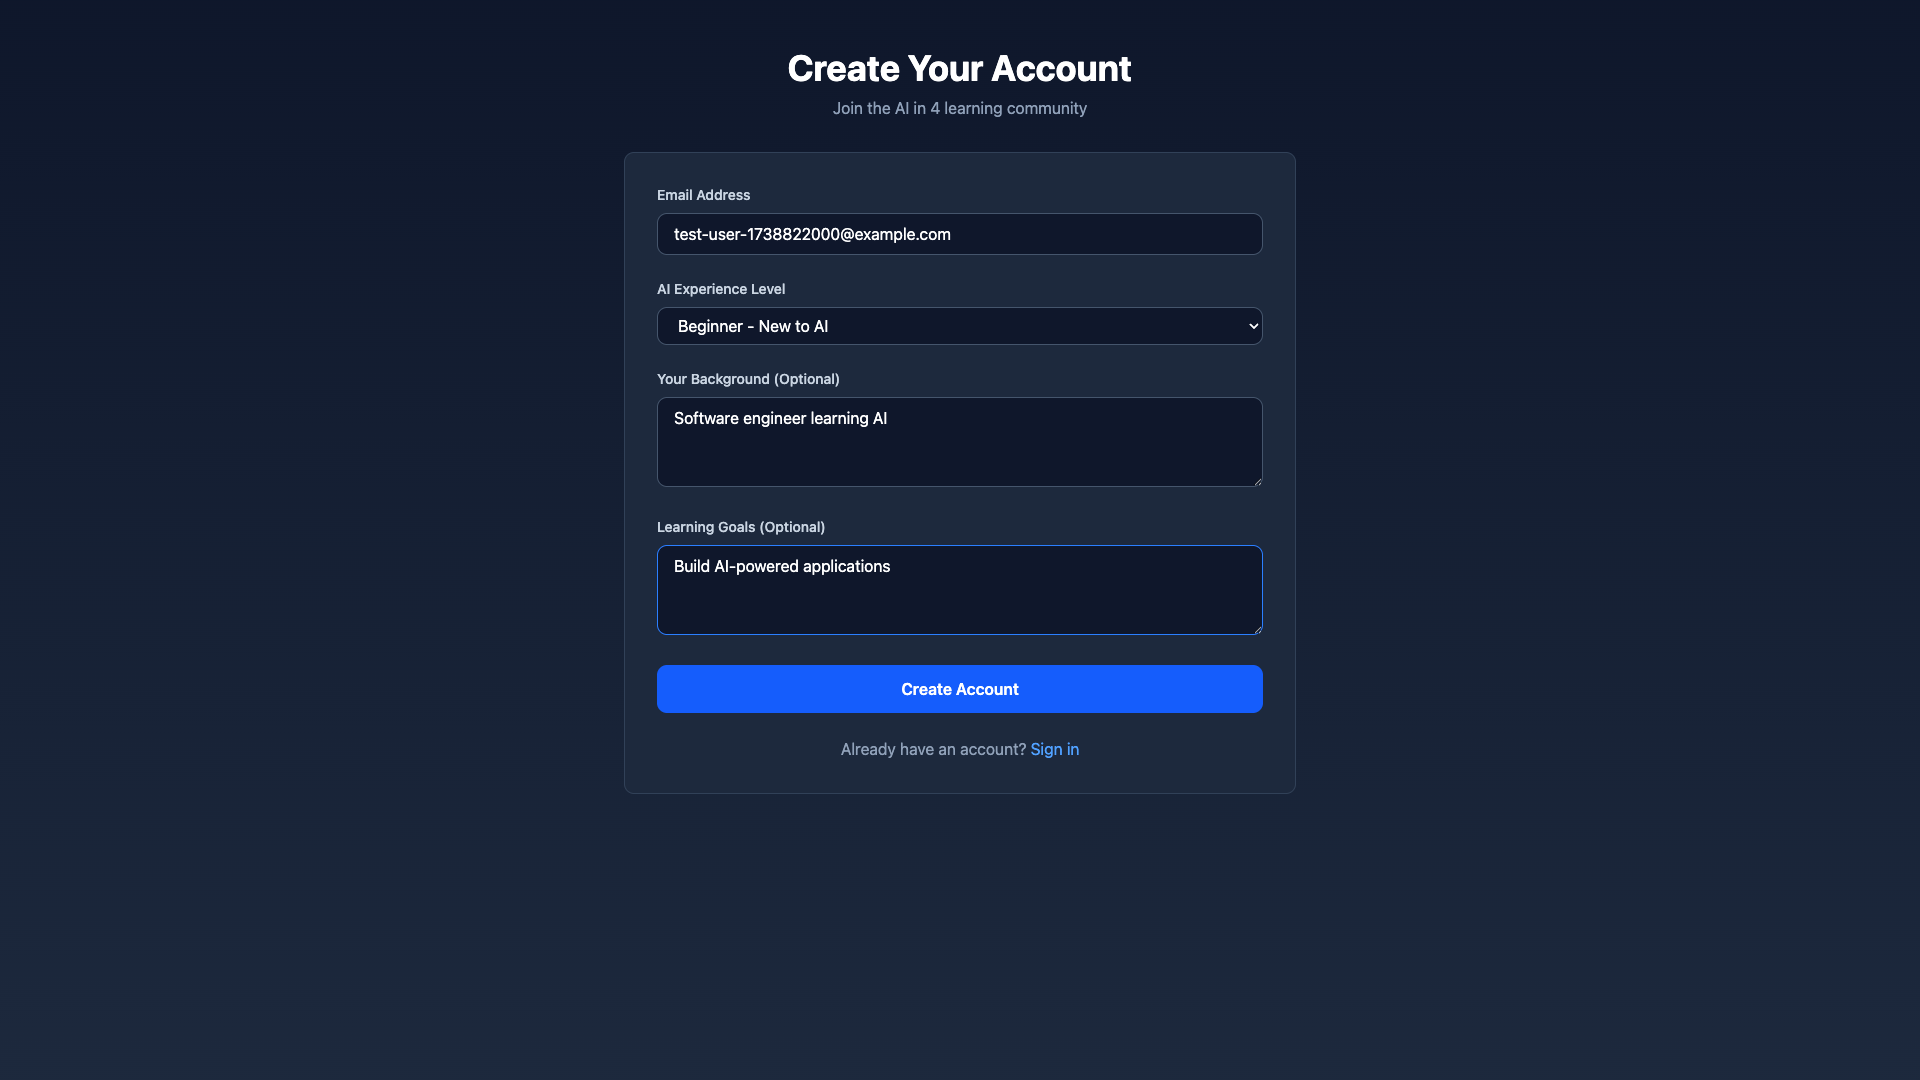 Create Your Account
Join the AI in 4 learning community
Email Address
test-user-1738822000@example.com
AI Experience Level
Beginner - New to AI
Your Background (Optional)
Software engineer learning AI
Learning Goals (Optional)
Build AI-powered applications
Create Account
Already have an account? Sign in